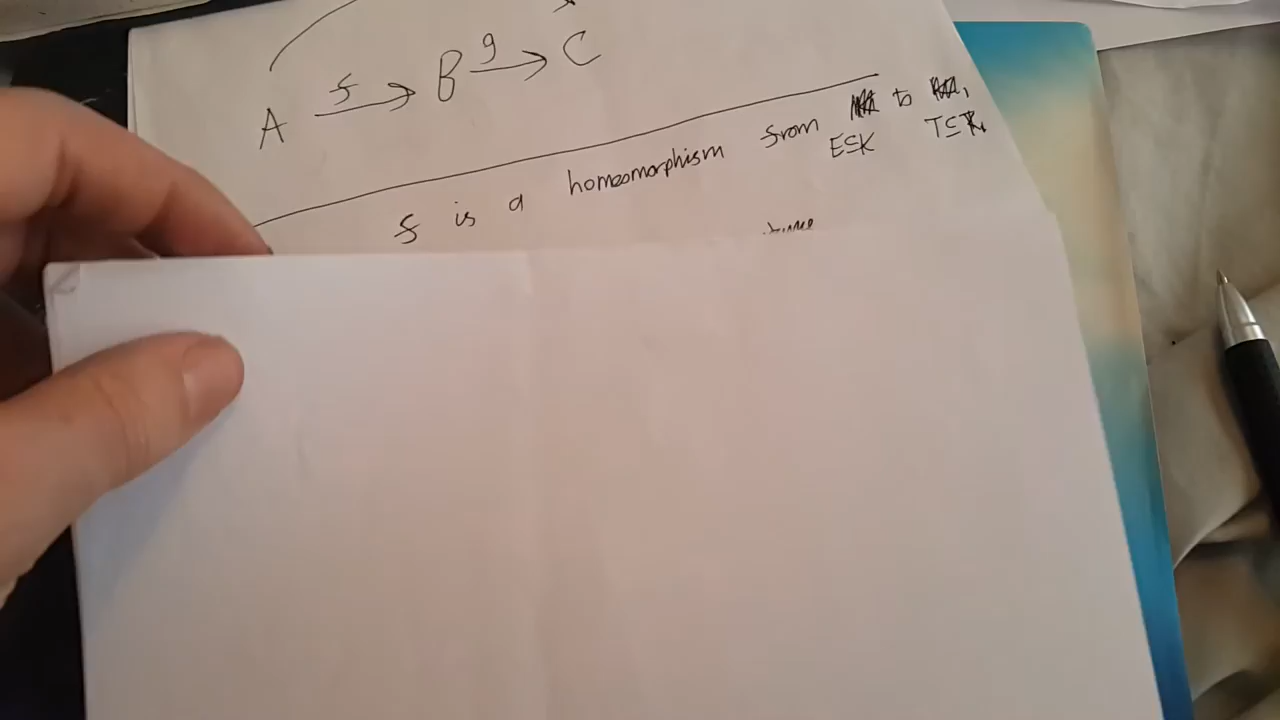 A f B g C
f is a homeomorphism from to
E⊆K T⊆